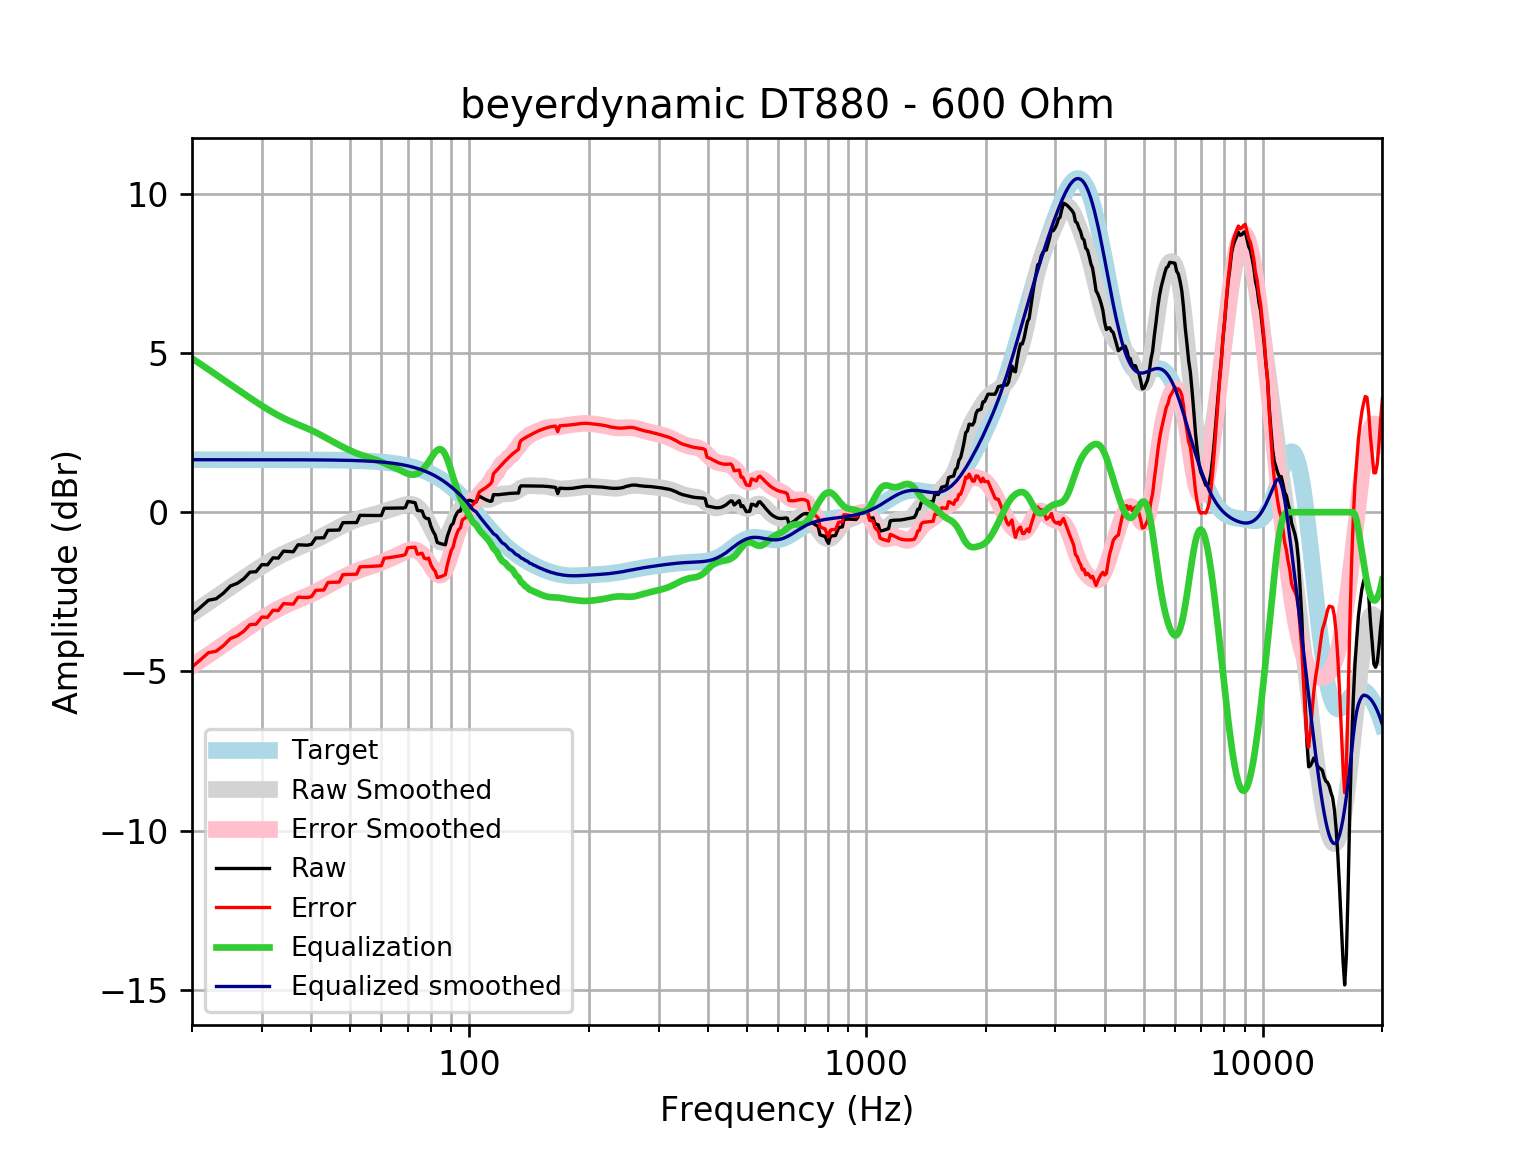 beyerdynamic DT880 - 600 Ohm
10
5
0
−5
−10
−15
Amplitude (dBr)
Target
Raw Smoothed
Error Smoothed
Raw
Error
Equalization
Equalized smoothed
100
1000
10000
Frequency (Hz)